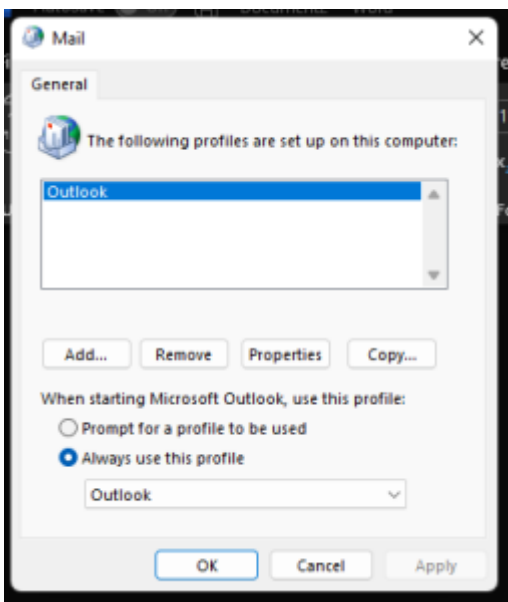 Mail
General
The following profiles are set up on this computer:
Outlook
Add... Remove Properties Copy...
When starting Microsoft Outlook, use this profile:
Prompt for a profile to be used
Always use this profile
Outlook
OK Cancel Apply